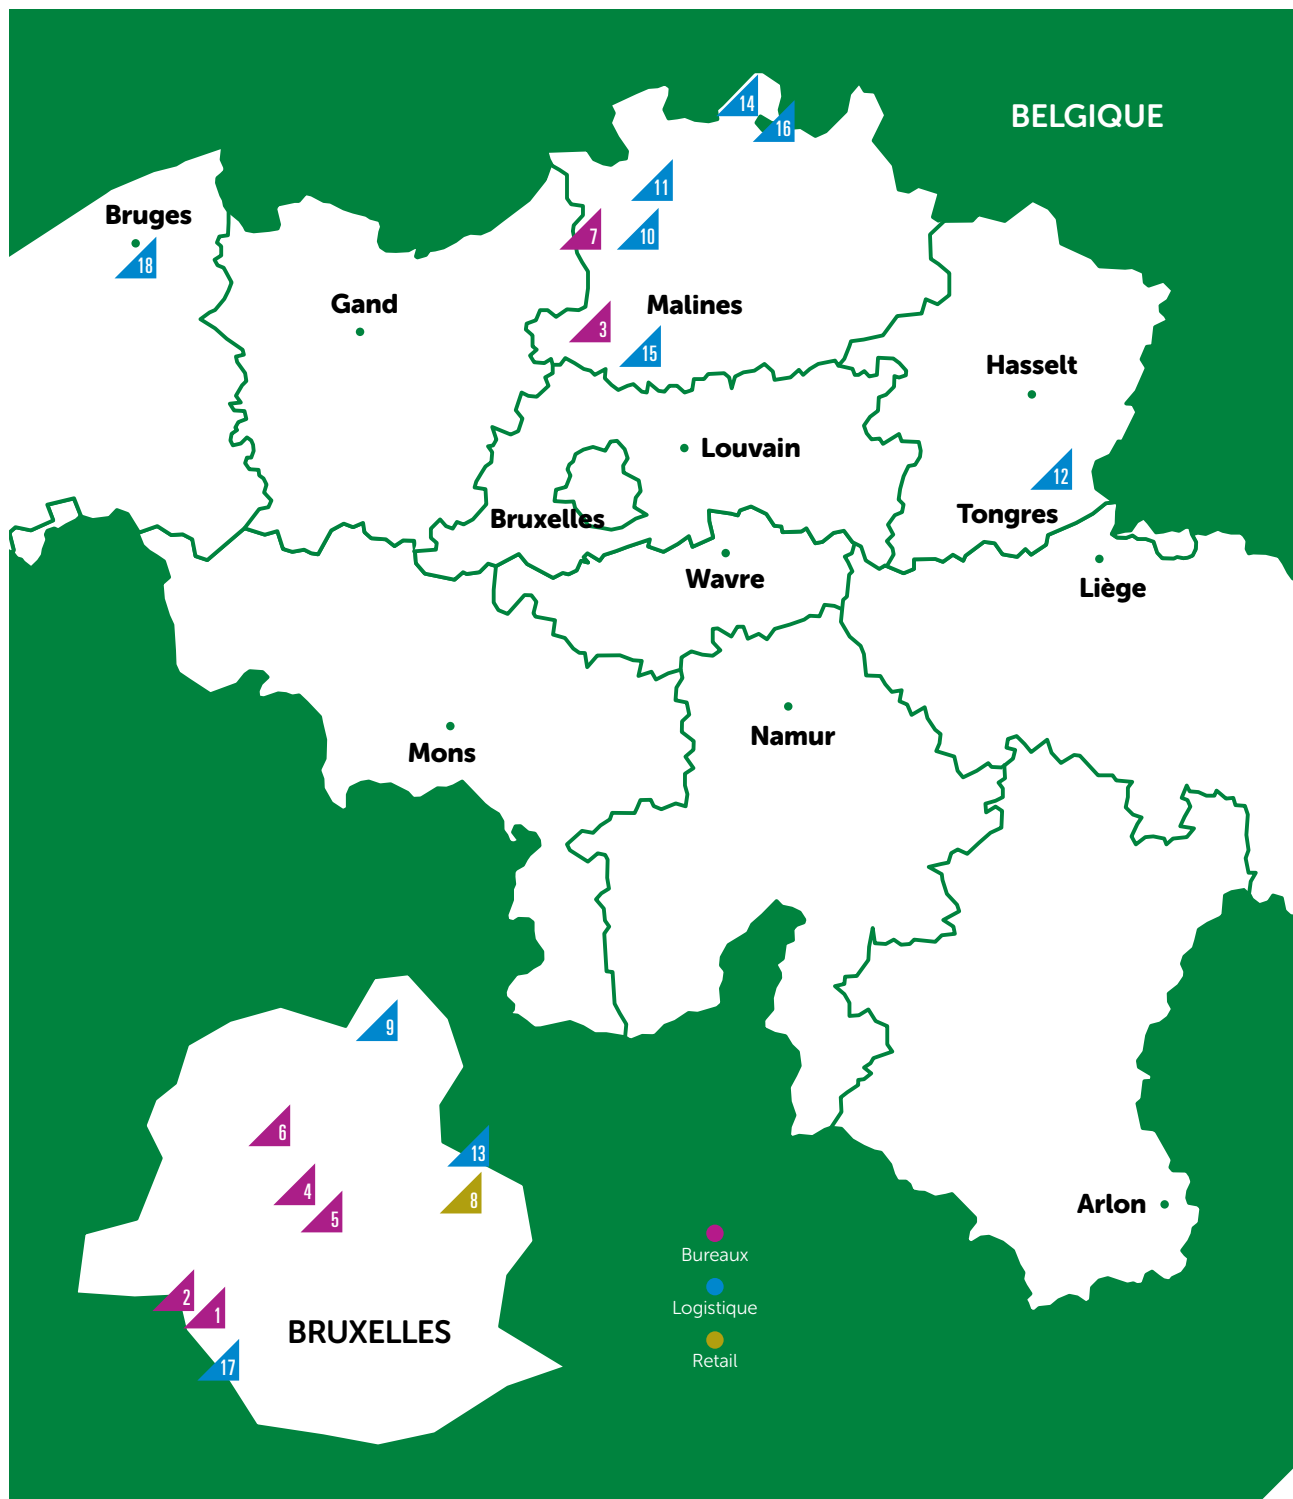 14
BELGIQUE
16
11
Bruges
7
10
18
Gand
Malines
3
15
Hasselt
Louvain
12
Bruxelles
Tongres
Wavre
Liège
Namur
Mons
9
6
13
4
8
5
Arlon
Bureaux
2
1
Logistique
BRUXELLES
17
Retail